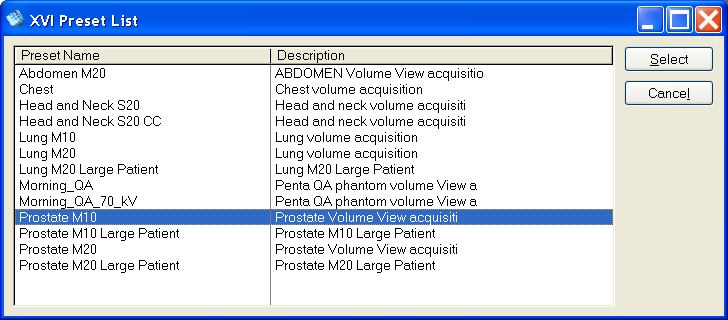 XVI Preset List
Preset Name Description
Abdomen M20 ABDOMEN Volume View acquisitio
Chest Chest volume acquisition
Head and Neck S20 Head and neck volume acquisiti
Head and Neck S20 CC Head and neck volume acquisiti
Lung M10 Lung volume acquisition
Lung M20 Lung volume acquisition
Lung M20 Large Patient Lung M20 Large Patient
Morning_QA Penta QA phantom volume View a
Morning_QA_70_kV Penta QA phantom volume View a
Prostate M10 Prostate Volume View acquisiti
Prostate M10 Large Patient Prostate M10 Large Patient
Prostate M20 Prostate Volume View acquisiti
Prostate M20 Large Patient Prostate M20 Large Patient
Select
Cancel